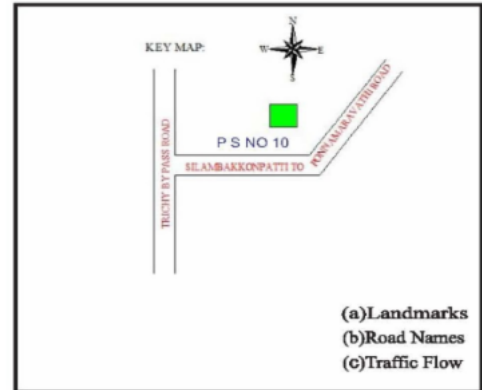 N
KEY MAP:
W E
S
P S NO 10
SILAMBAKKONPATTI TO
PONNAMARAVATHI ROAD
TRICHY BY PASS ROAD
(a)Landmarks
(b)Road Names
(c)Traffic Flow